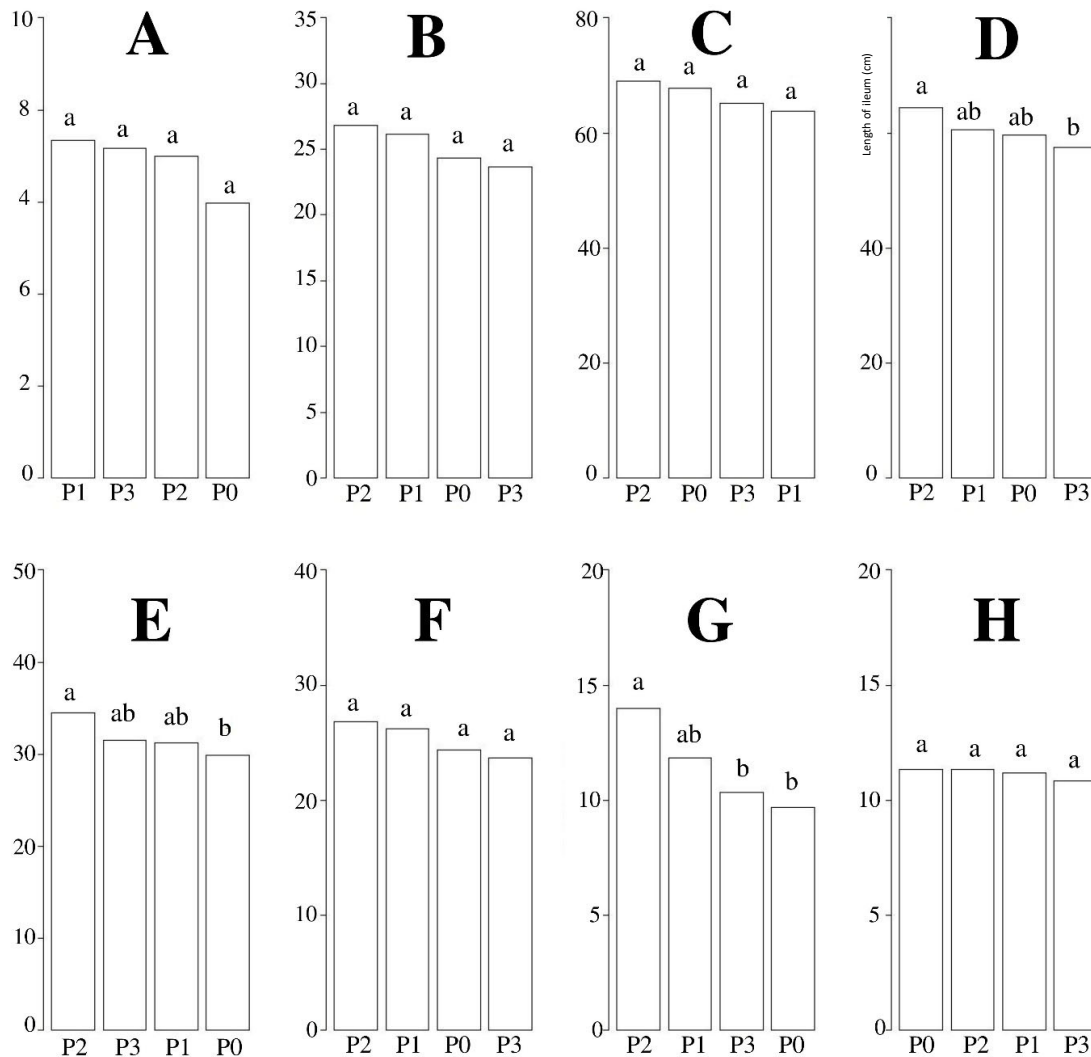 A
10
8
4
6
2
0
a a a a
P1 P3 P2 P0
B
35
30
25
20
15
10
5
0
a a a a
P2 P1 P0 P3
C
80
60
40
20
0
a a a a
P2 P0 P3 P1
D
Length of ileum (cm)
80
40
20
0
a ab ab b
P2 P1 P0 P3
E
50
40
30
20
10
0
a ab ab b
P2 P3 P1 P0
F
40
30
20
10
0
a a a a
P2 P1 P0 P3
G
20
15
10
5
0
a ab b b
P2 P1 P3 P0
H
20
15
10
5
0
a a a a
P0 P2 P1 P3